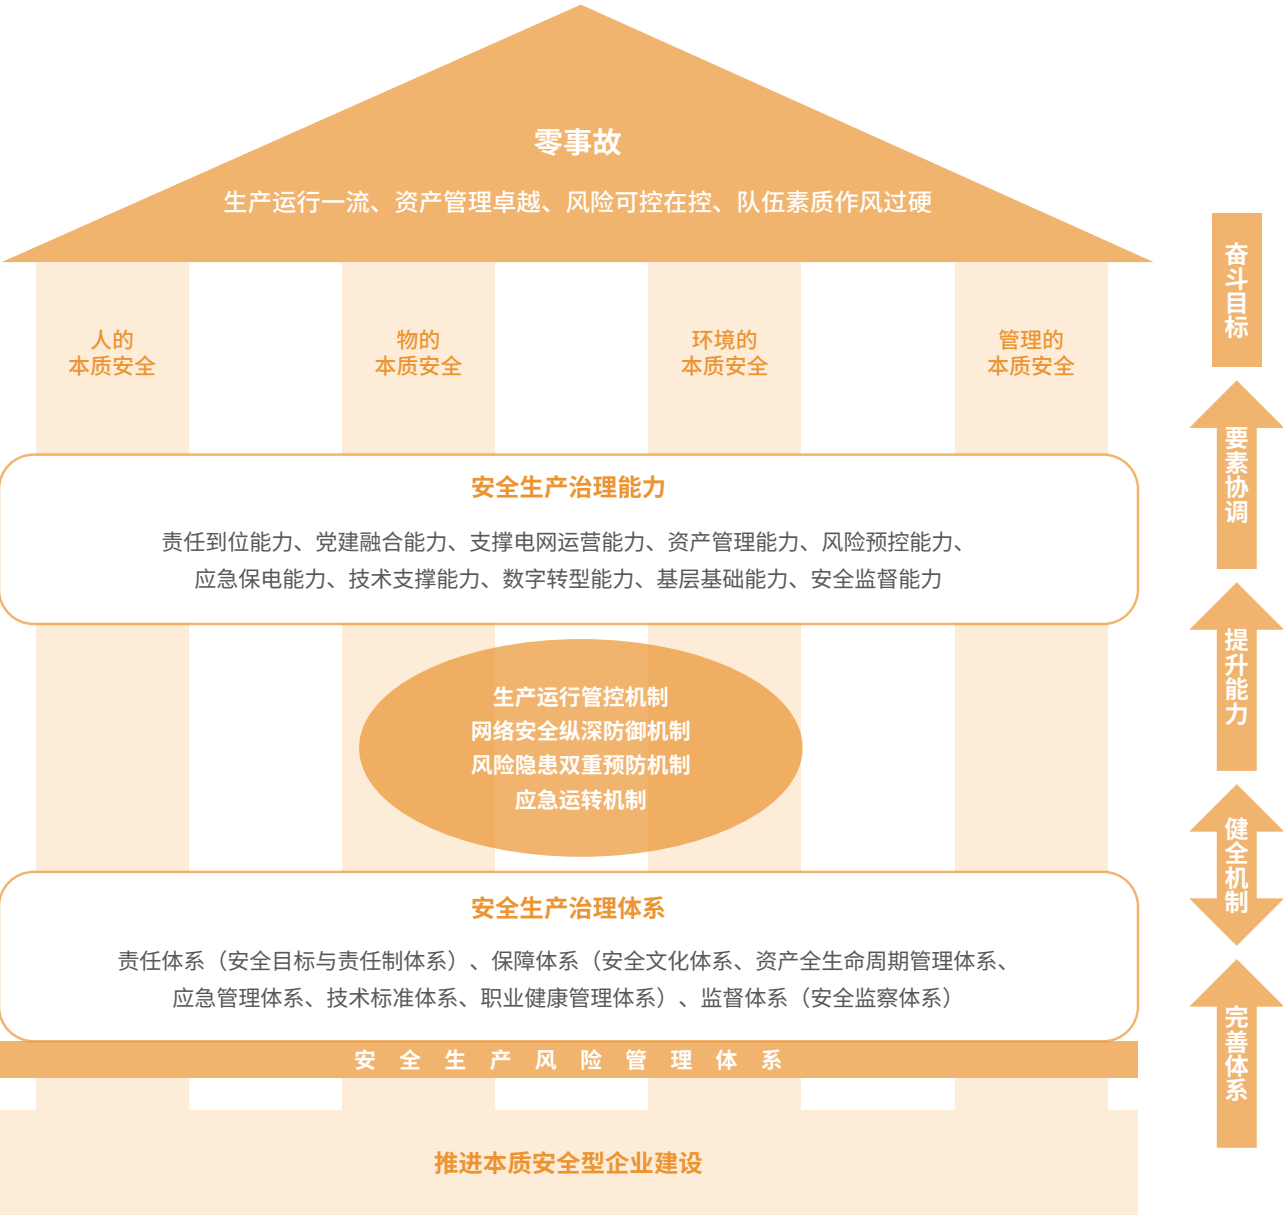 零事故
生产运行一流、资产管理卓越、风险可控在控、队伍素质作风过硬
人的
本质安全
物的
本质安全
环境的
本质安全
管理的
本质安全
安全生产治理能力
责任到位能力、党建融合能力、支撑电网运营能力、资产管理能力、风险预控能力、
应急保电能力、技术支撑能力、数字转型能力、基层基础能力、安全监督能力
生产运行管控机制
网络安全纵深防御机制
风险隐患双重预防机制
应急运转机制
安全生产治理体系
责任体系（安全目标与责任制体系）、保障体系（安全文化体系、资产全生命周期管理体系、
应急管理体系、技术标准体系、职业健康管理体系）、监督体系（安全监察体系）
安全生产风险管理体系
推进本质安全型企业建设
奋斗目标
要素协调
提升能力
健全机制
完善体系